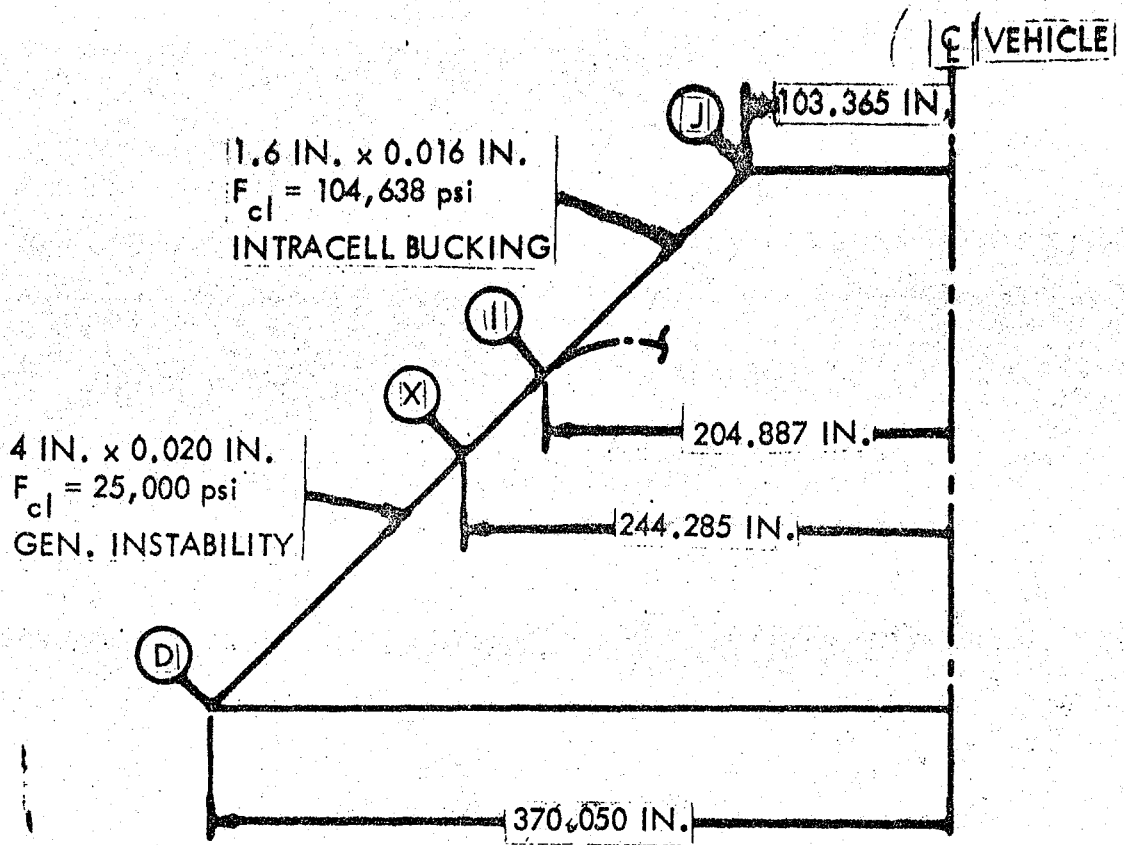 ℄ VEHICLE
103.365 IN.
J
1.6 IN. x 0.016 IN.
Fcl = 104,638 psi
INTRACELL BUCKING
I
X
204.887 IN.
4 IN. x 0.020 IN.
Fcl = 25,000 psi
GEN. INSTABILITY
244.285 IN.
D
370.050 IN.